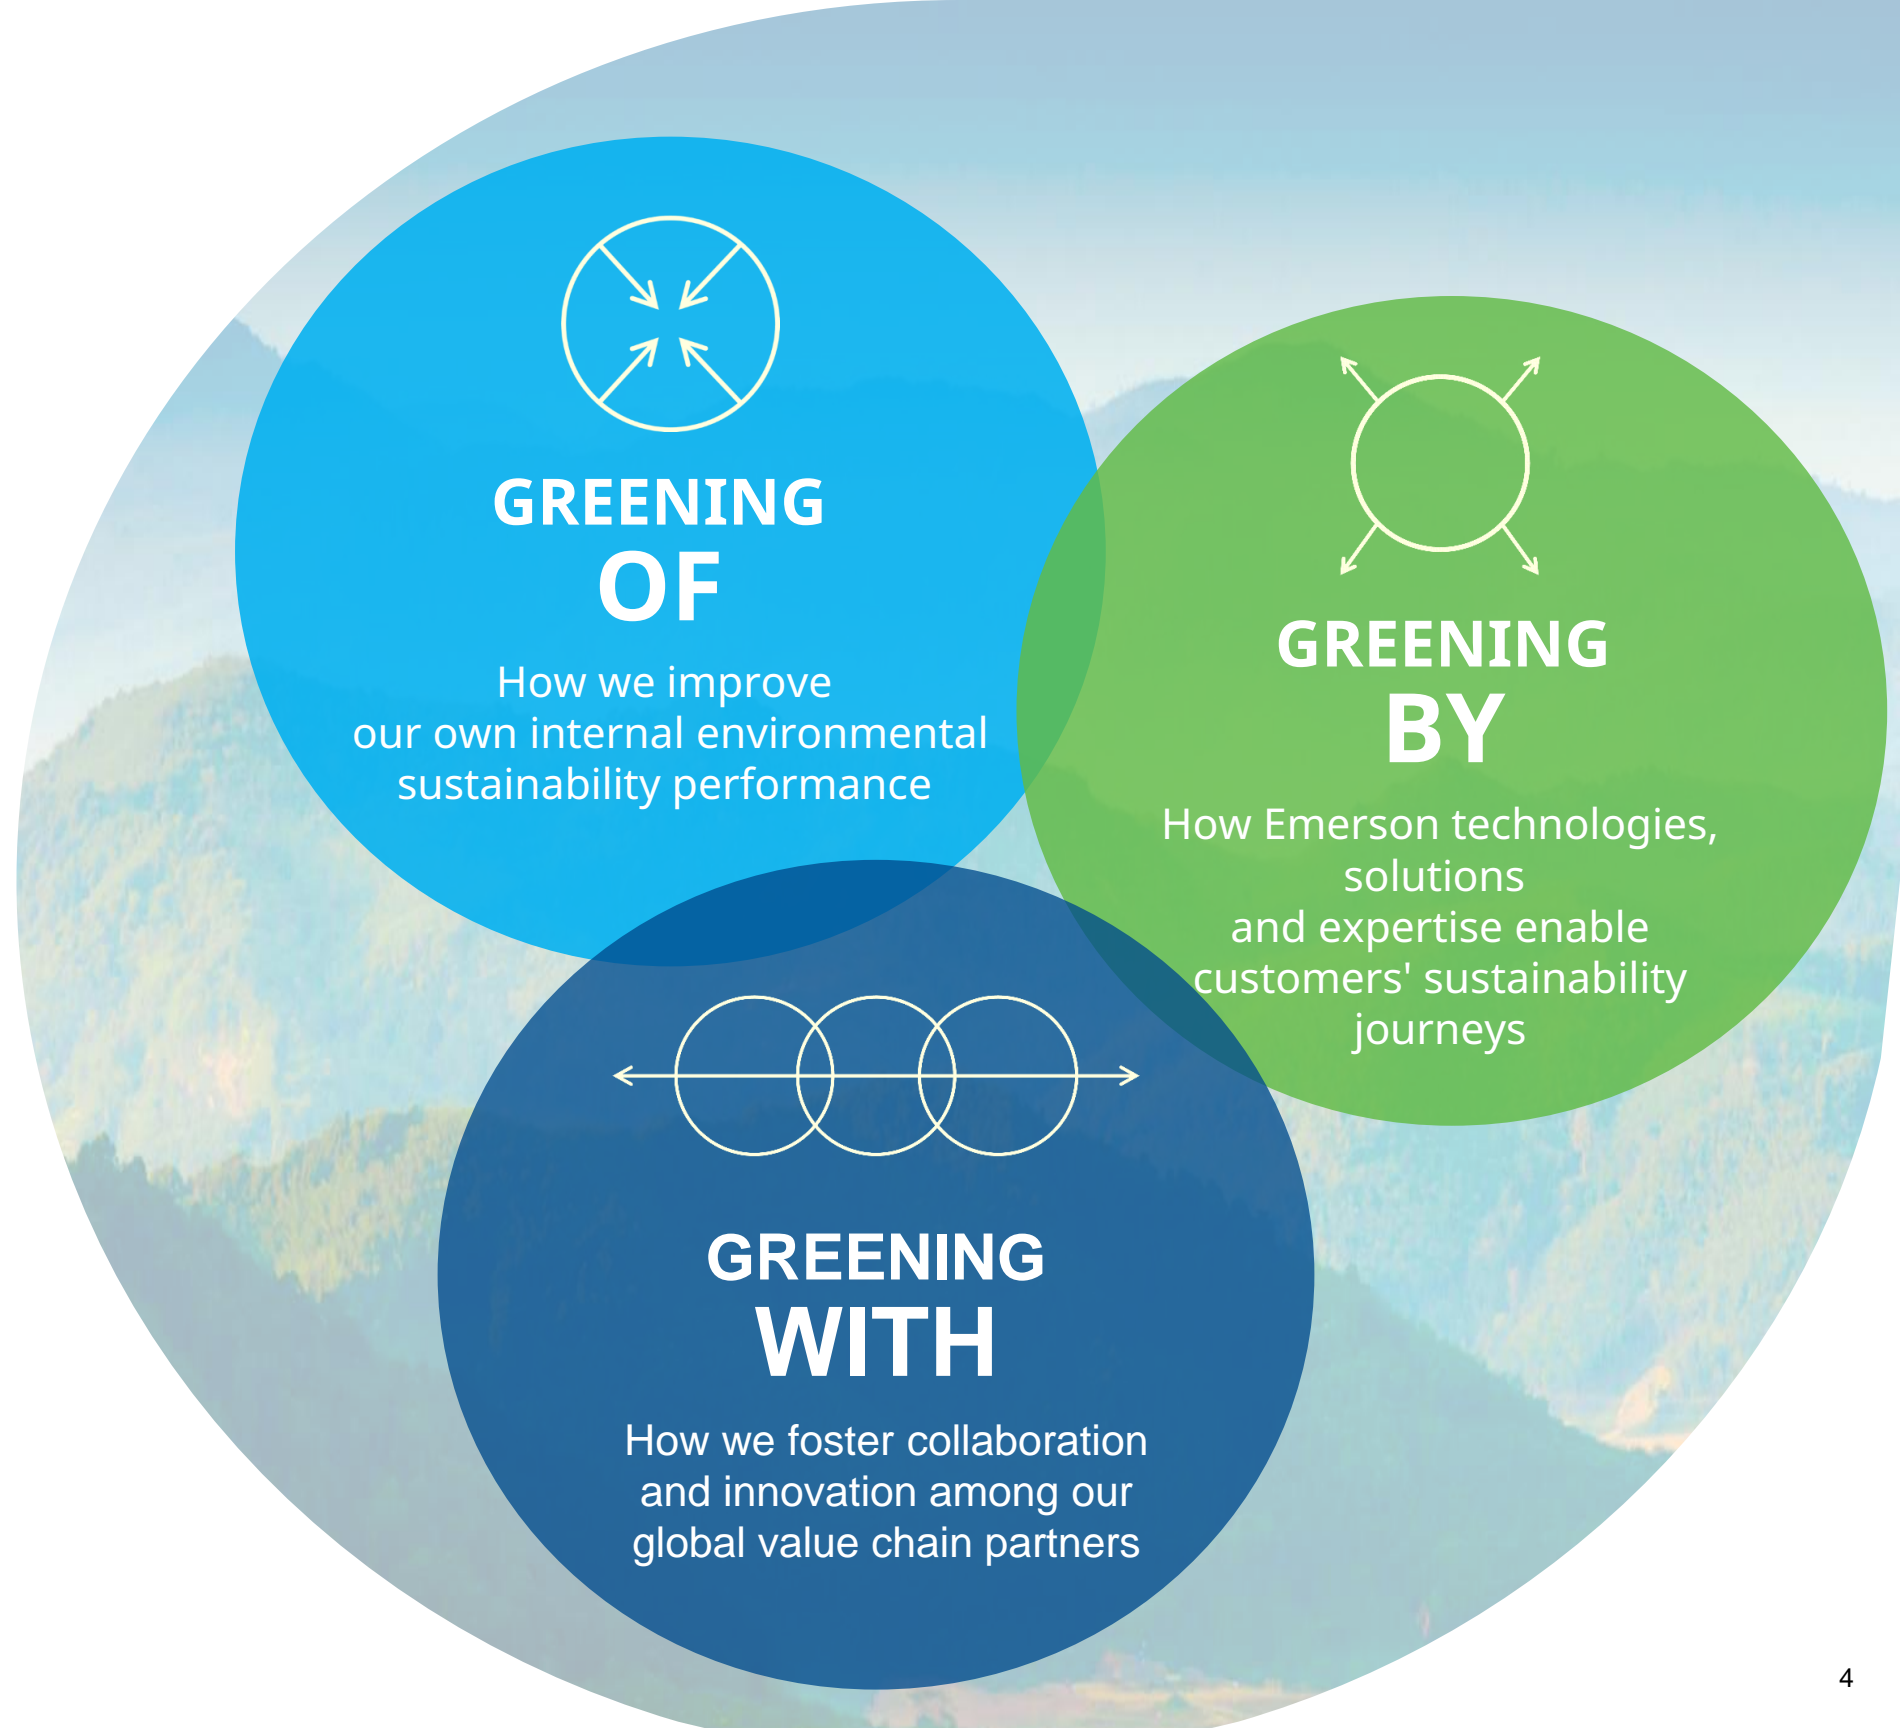 GREENING
OF
How we improve
our own internal environmental
sustainability performance
GREENING
BY
How Emerson technologies,
solutions
and expertise enable
customers' sustainability
journeys
GREENING
WITH
How we foster collaboration
and innovation among our
global value chain partners
4